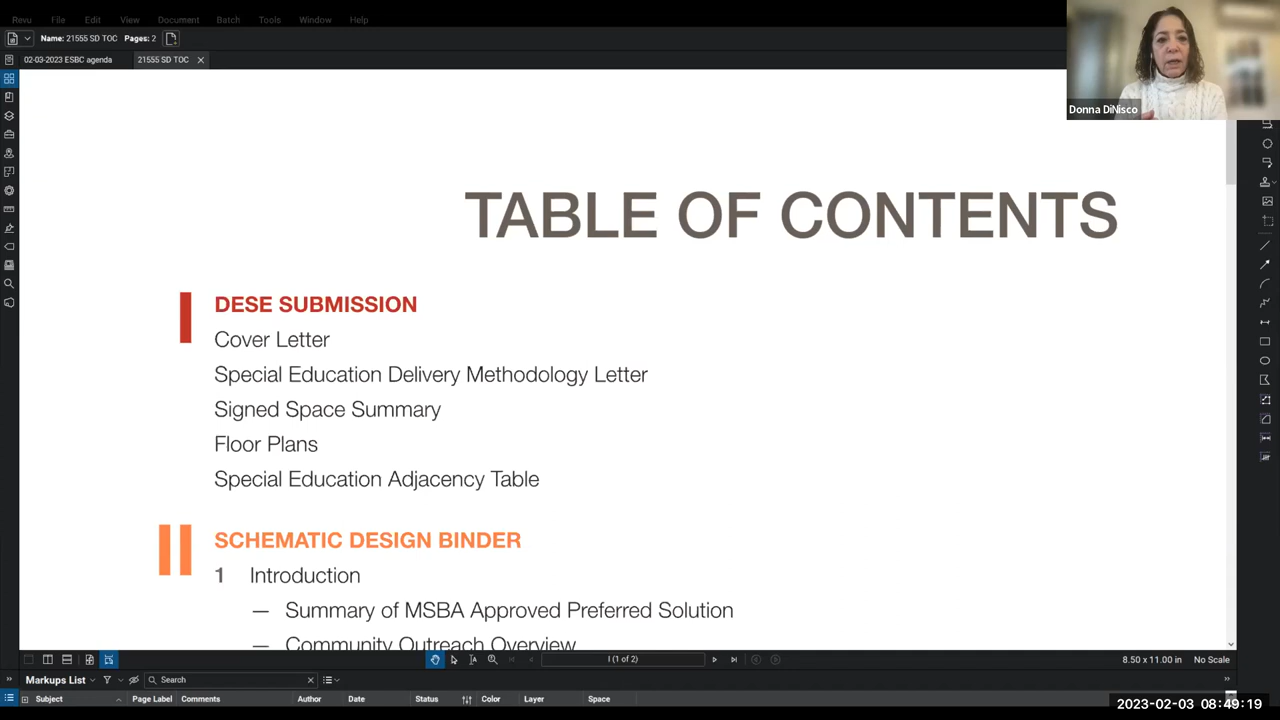 Revu File Edit View Document Batch Tools Window Help
Name: 21555 SD TOC Pages: 2
02-03-2023 ESBC agenda 21555 SD TOC
Donna DiNisco
TABLE OF CONTENTS
I DESE SUBMISSION
Cover Letter
Special Education Delivery Methodology Letter
Signed Space Summary
Floor Plans
Special Education Adjacency Table
II SCHEMATIC DESIGN BINDER
1 Introduction
— Summary of MSBA Approved Preferred Solution
— Community Outreach Overview
I (1 of 2) 8.50 x 11.00 in No Scale
Markups List Search
Subject Page Label Comments Author Date Status Color Layer Space
2023-02-03 08:49:19